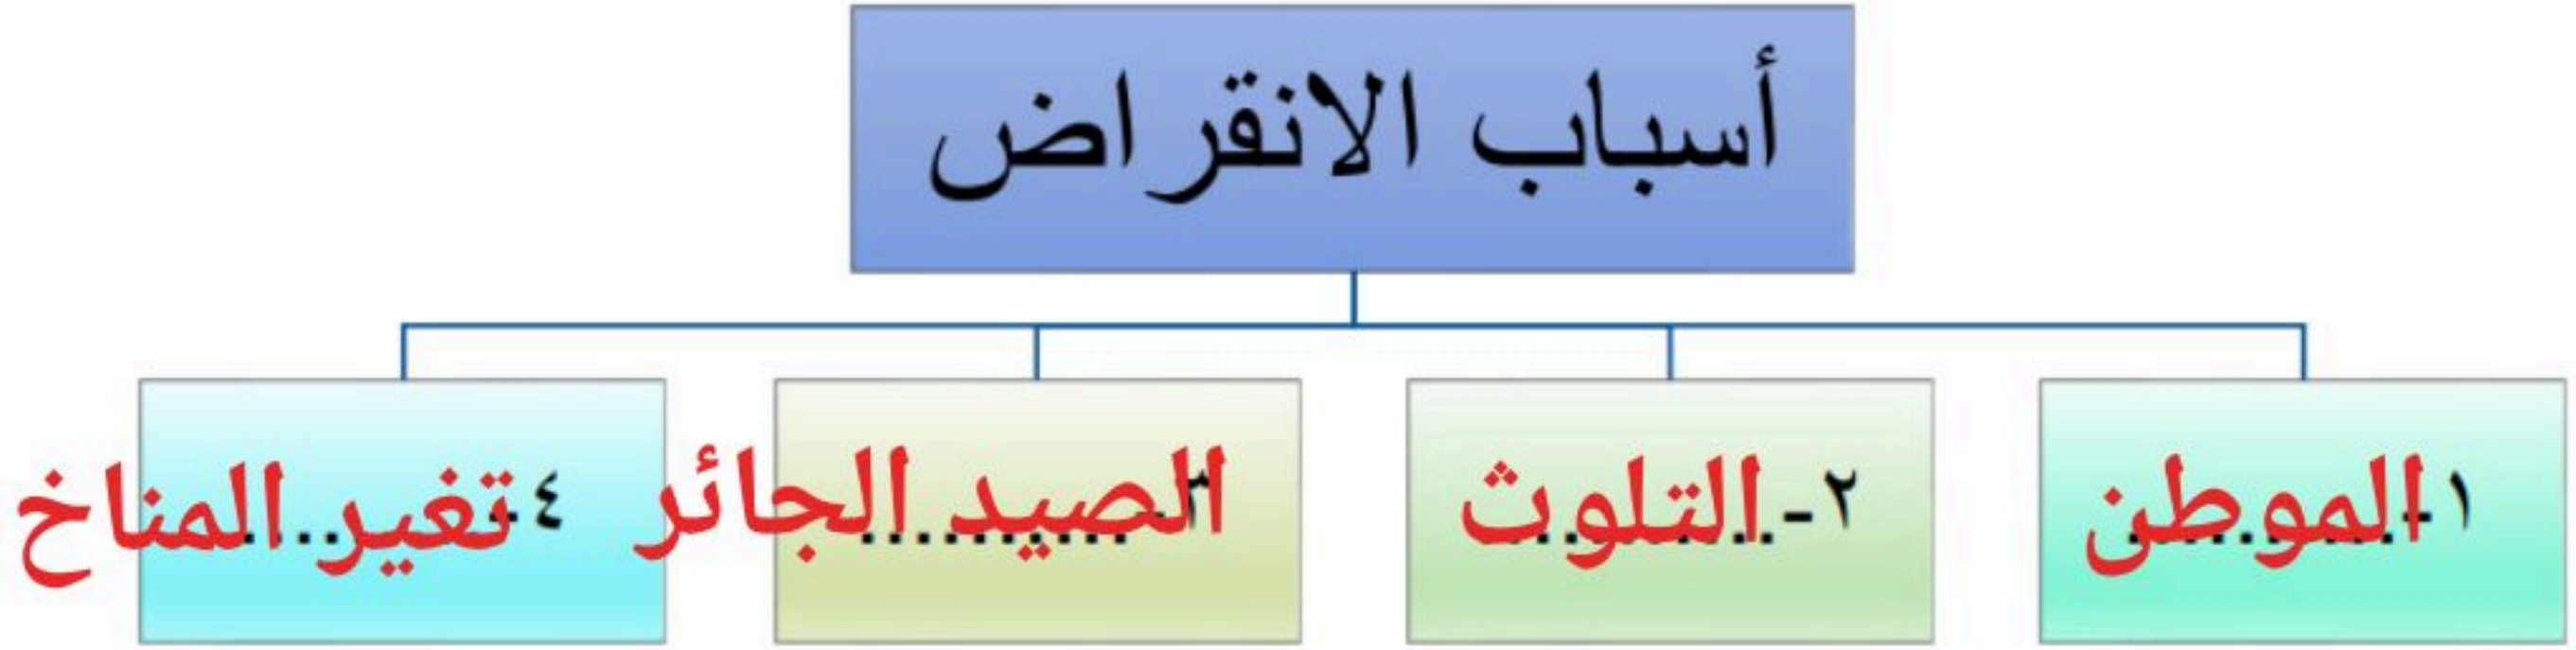 أسباب الانقراض
١- الموطن
٢- التلوث
٣- الصيد الجائر
٤- تغير المناخ